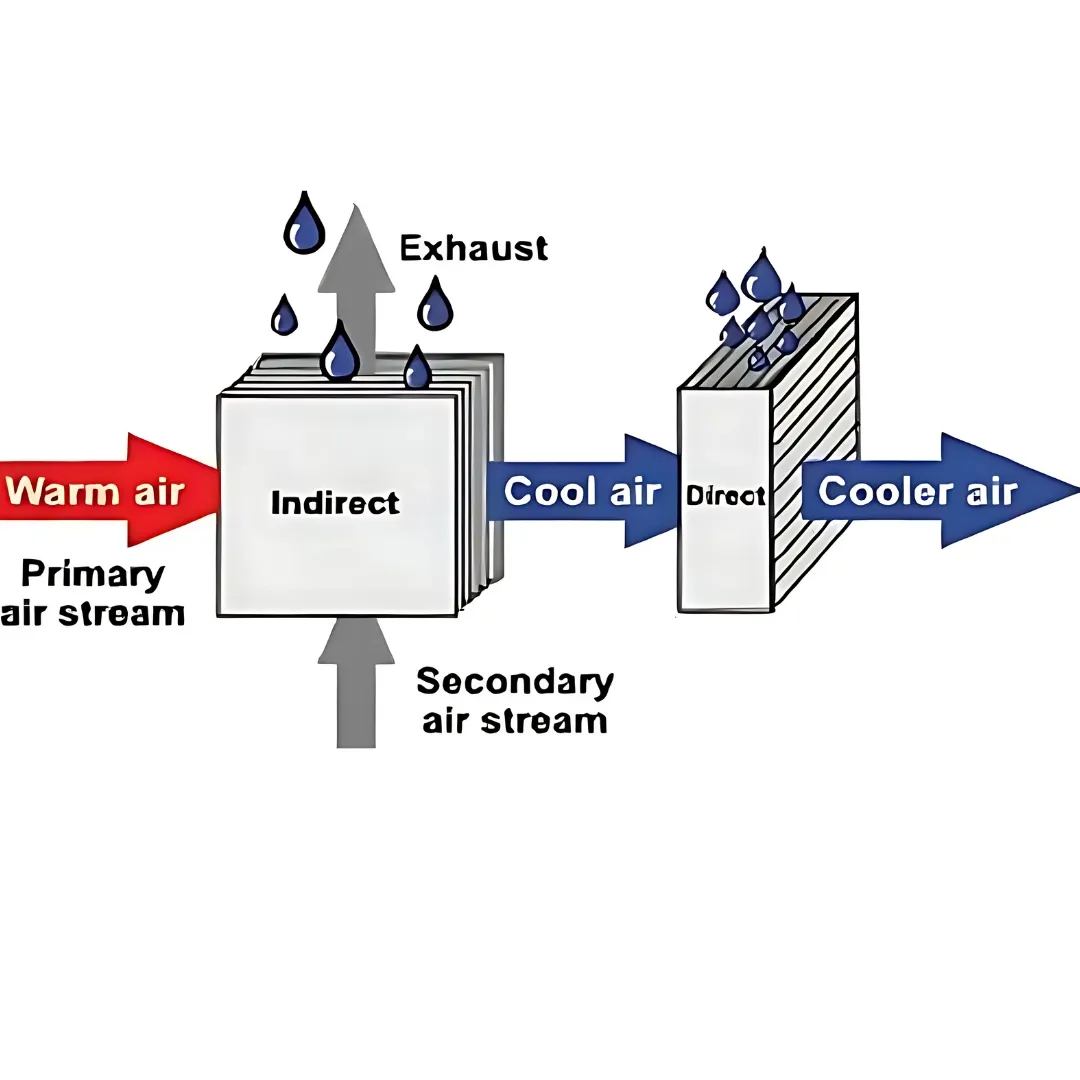 Exhaust
Warm air
Indirect
Cool air
Direct
Cooler air
Primary
air stream
Secondary
air stream